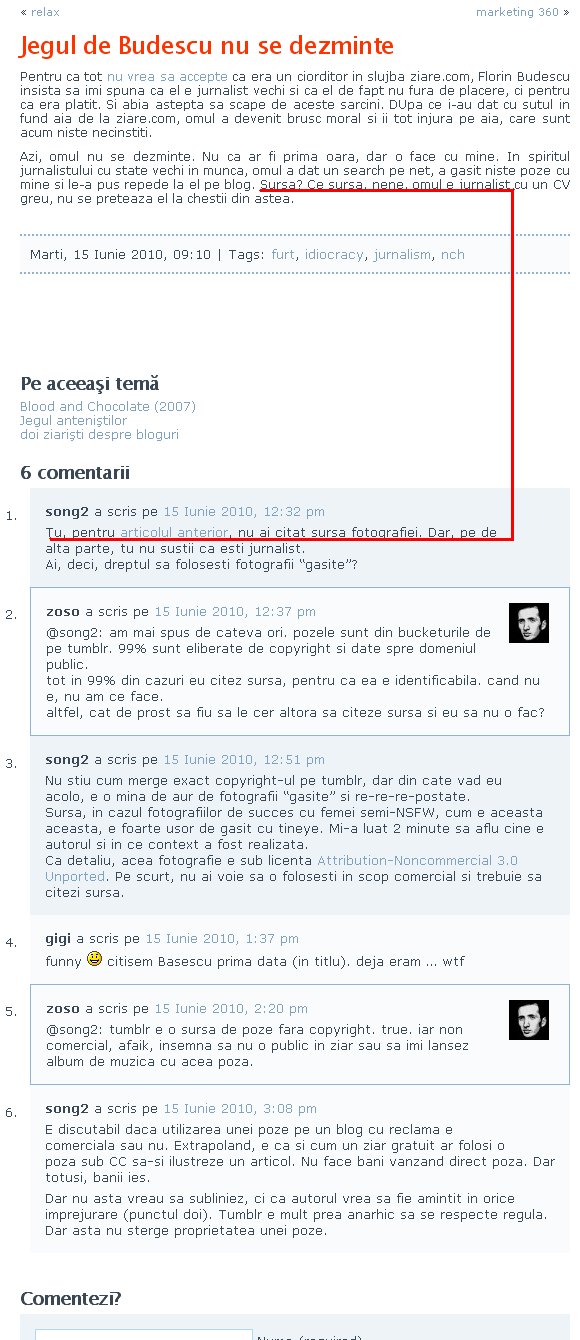 « relax
marketing 360 »
Jegul de Budescu nu se dezminte
Pentru ca tot nu vrea sa accepte ca era un ciorditor in slujba ziare.com, Florin Budescu
insista sa imi spuna ca el e jurnalist vechi si ca el de fapt nu fura de placere, ci pentru
ca era platit. Si abia astepta sa scape de aceste sarcini. DUpa ce i-au dat cu sutul in
fund aia de la ziare.com, omul a devenit brusc moral si ii tot injura pe aia, care sunt
acum niste necinstiti.
Azi, omul nu se dezminte. Nu ca ar fi prima oara, dar o face cu mine. In spiritul
jurnalistului cu state vechi in munca, omul a dat un search pe net, a gasit niste poze cu
mine si le-a pus repede la el pe blog. Sursa? Ce sursa, nene, omul e jurnalist cu un CV
greu, nu se preteaza el la chestii din astea.
Marti, 15 Iunie 2010, 09:10 | Tags: furt, idiocracy, jurnalism, nch
Pe aceeaşi temă
Blood and Chocolate (2007)
Jegul anteniştilor
doi ziarişti despre bloguri
6 comentarii
1. song2 a scris pe 15 Iunie 2010, 12:32 pm
Tu, pentru articolul anterior, nu ai citat sursa fotografiei. Dar, pe de
alta parte, tu nu sustii ca esti jurnalist.
Ai, deci, dreptul sa folosesti fotografii “gasite”?
2. zoso a scris pe 15 Iunie 2010, 12:37 pm
@song2: am mai spus de cateva ori. pozele sunt din bucketurile de
pe tumblr. 99% sunt eliberate de copyright si date spre domeniul
public.
tot in 99% din cazuri eu citez sursa, pentru ca ea e identificabila. cand nu
e, nu am ce face.
altfel, cat de prost sa fiu sa le cer altora sa citeze sursa si eu sa nu o fac?
3. song2 a scris pe 15 Iunie 2010, 12:51 pm
Nu stiu cum merge exact copyright-ul pe tumblr, dar din cate vad eu
acolo, e o mina de aur de fotografii “gasite” si re-re-re-postate.
Sursa, in cazul fotografiilor de succes cu femei semi-NSFW, cum e aceasta
aceasta, e foarte usor de gasit cu tineye. Mi-a luat 2 minute sa aflu cine e
autorul si in ce context a fost realizata.
Ca detaliu, acea fotografie e sub licenta Attribution-Noncommercial 3.0
Unported. Pe scurt, nu ai voie sa o folosesti in scop comercial si trebuie sa
citezi sursa.
4. gigi a scris pe 15 Iunie 2010, 1:37 pm
funny citisem Basescu prima data (in titlu). deja eram ... wtf
5. zoso a scris pe 15 Iunie 2010, 2:20 pm
@song2: tumblr e o sursa de poze fara copyright. true. iar non
comercial, afaik, insemna sa nu o public in ziar sau sa imi lansez
album de muzica cu acea poza.
6. song2 a scris pe 15 Iunie 2010, 3:08 pm
E discutabil daca utilizarea unei poze pe un blog cu reclama e
comerciala sau nu. Extrapoland, e ca si cum un ziar gratuit ar folosi o
poza sub CC sa-si ilustreze un articol. Nu face bani vanzand direct poza. Dar
totusi, banii ies.
Dar nu asta vreau sa subliniez, ci ca autorul vrea sa fie amintit in orice
imprejurare (punctul doi). Tumblr e mult prea anarhic sa se respecte regula.
Dar asta nu sterge proprietatea unei poze.
Comentezi?
Nume (required)